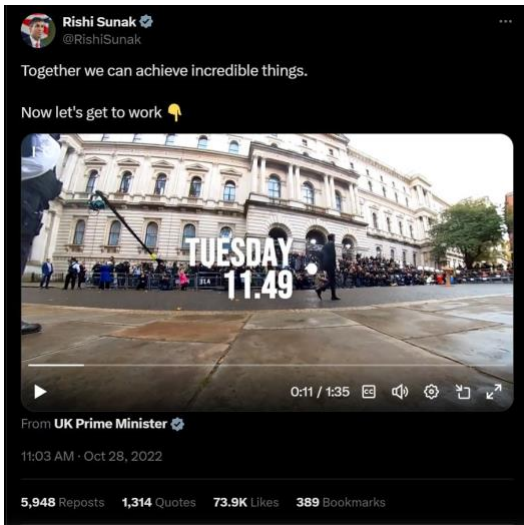 Rishi Sunak
@RishiSunak
Together we can achieve incredible things.
Now let's get to work 👇
TUESDAY
11.49
31A
0:11 / 1:35
CC
From UK Prime Minister
11:03 AM · Oct 28, 2022
5,948 Reposts 1,314 Quotes 73.9K Likes 389 Bookmarks